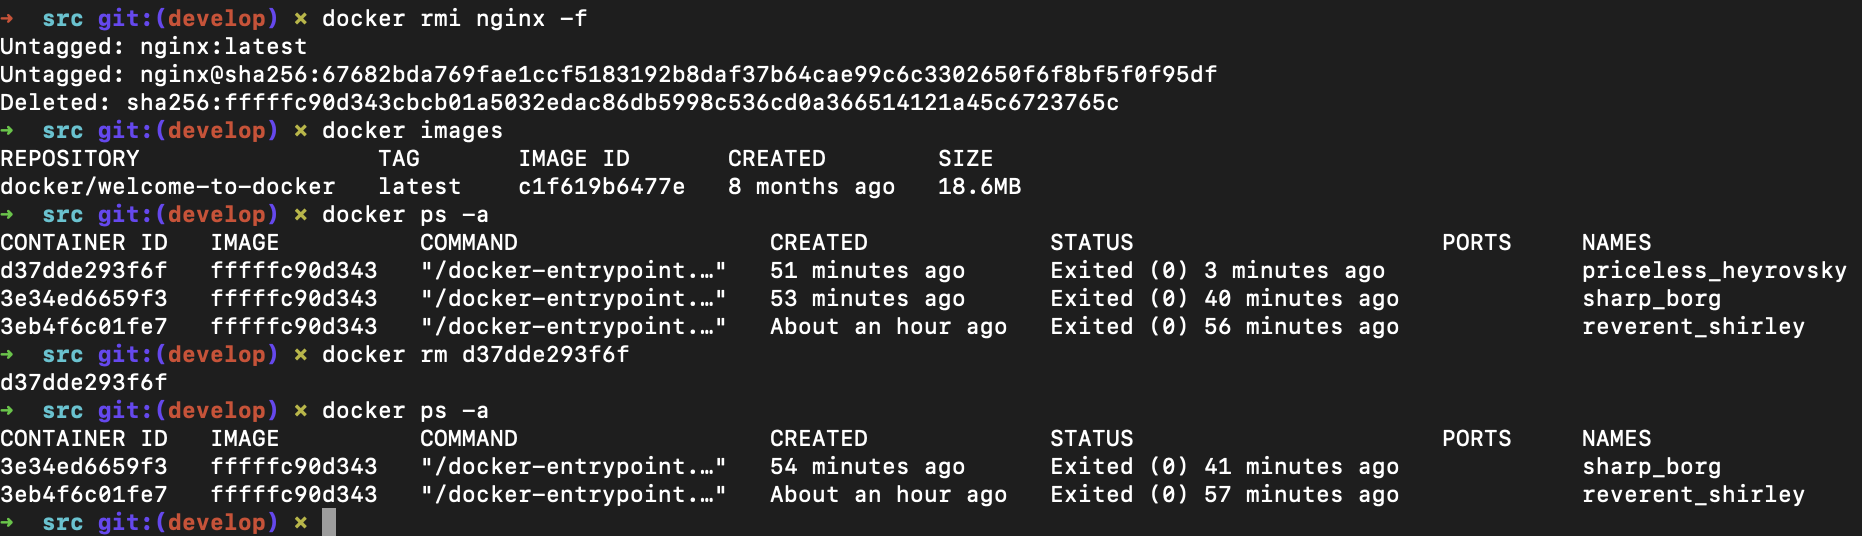 ➜  src git:(develop) ✗ docker rmi nginx -f
Untagged: nginx:latest
Untagged: nginx@sha256:67682bda769fae1ccf5183192b8daf37b64cae99c6c3302650f6f8bf5f0f95df
Deleted: sha256:fffffc90d343cbcb01a5032edac86db5998c536cd0a366514121a45c6723765c
➜  src git:(develop) ✗ docker images
REPOSITORY                 TAG       IMAGE ID       CREATED        SIZE
docker/welcome-to-docker   latest    c1f619b6477e   8 months ago   18.6MB
➜  src git:(develop) ✗ docker ps -a
CONTAINER ID   IMAGE          COMMAND                  CREATED             STATUS                      PORTS     NAMES
d37dde293f6f   fffffc90d343   "/docker-entrypoint.…"   51 minutes ago      Exited (0) 3 minutes ago              priceless_heyrovsky
3e34ed6659f3   fffffc90d343   "/docker-entrypoint.…"   53 minutes ago      Exited (0) 40 minutes ago             sharp_borg
3eb4f6c01fe7   fffffc90d343   "/docker-entrypoint.…"   About an hour ago   Exited (0) 56 minutes ago             reverent_shirley
➜  src git:(develop) ✗ docker rm d37dde293f6f
d37dde293f6f
➜  src git:(develop) ✗ docker ps -a
CONTAINER ID   IMAGE          COMMAND                  CREATED             STATUS                      PORTS     NAMES
3e34ed6659f3   fffffc90d343   "/docker-entrypoint.…"   54 minutes ago      Exited (0) 41 minutes ago             sharp_borg
3eb4f6c01fe7   fffffc90d343   "/docker-entrypoint.…"   About an hour ago   Exited (0) 57 minutes ago             reverent_shirley
➜  src git:(develop) ✗